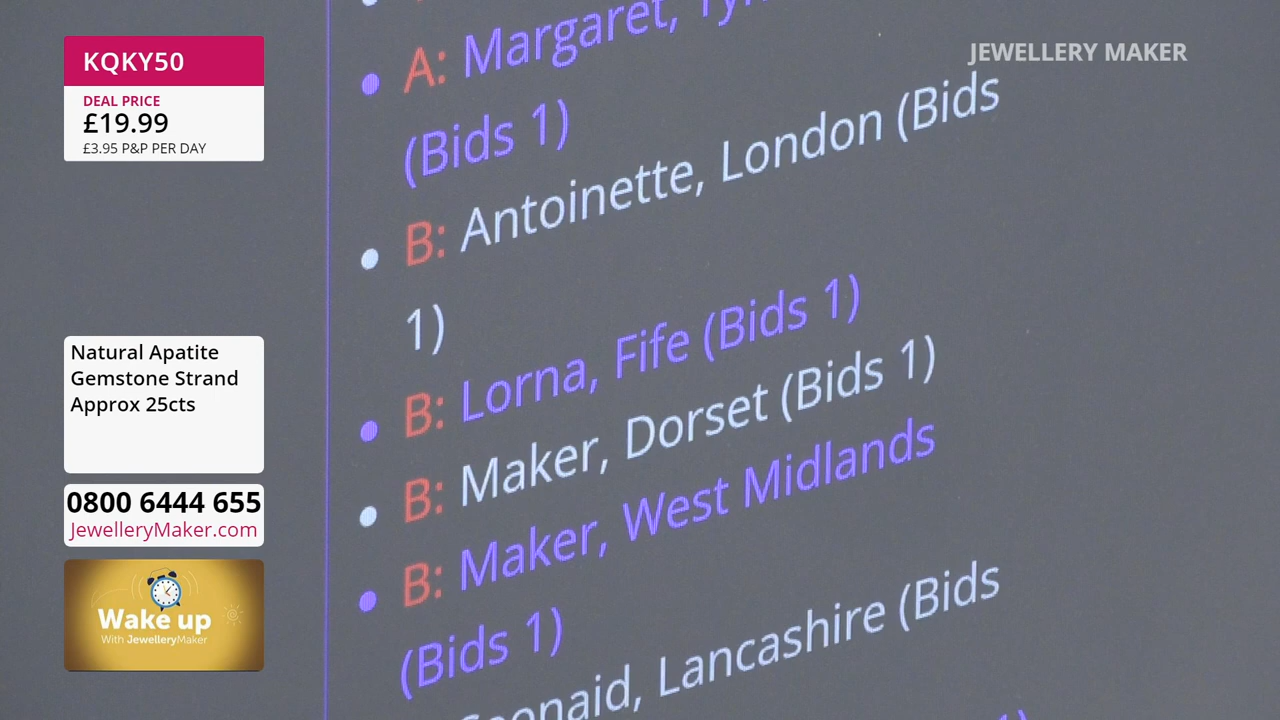 KQKY50
DEAL PRICE
£19.99
£3.95 P&P PER DAY
JEWELLERY MAKER
A: Margaret,
(Bids 1)
B: Antoinette, London (Bids
1)
B: Lorna, Fife (Bids 1)
B: Maker, Dorset (Bids 1)
B: Maker, West Midlands
(Bids 1)
Lancashire (Bids
Natural Apatite
Gemstone Strand
Approx 25cts
0800 6444 655
JewelleryMaker.com
Wake up
With JewelleryMaker